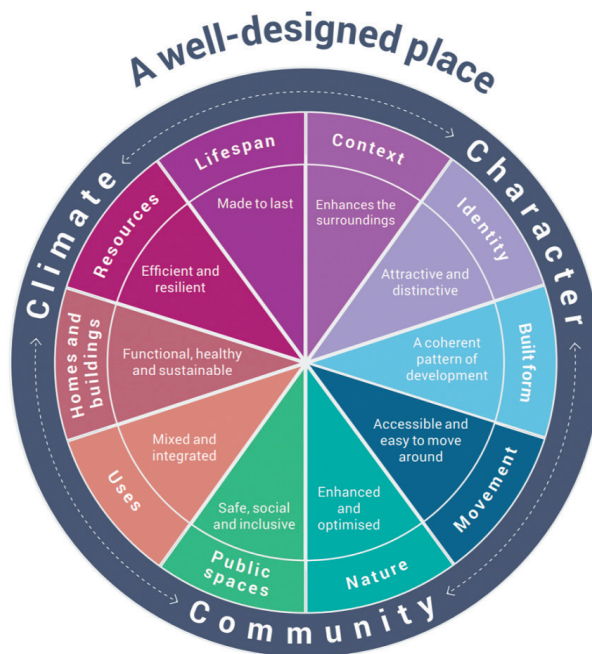 A well-designed place
Climate
Character
Community
Context
Enhances the
surroundings
Identity
Attractive and
distinctive
Built form
A coherent
pattern of
development
Movement
Accessible and
easy to move
around
Nature
Enhanced
and
optimised
Public
spaces
Safe, social
and inclusive
Uses
Mixed and
integrated
Homes and
buildings
Functional, healthy
and sustainable
Resources
Efficient and
resilient
Lifespan
Made to last